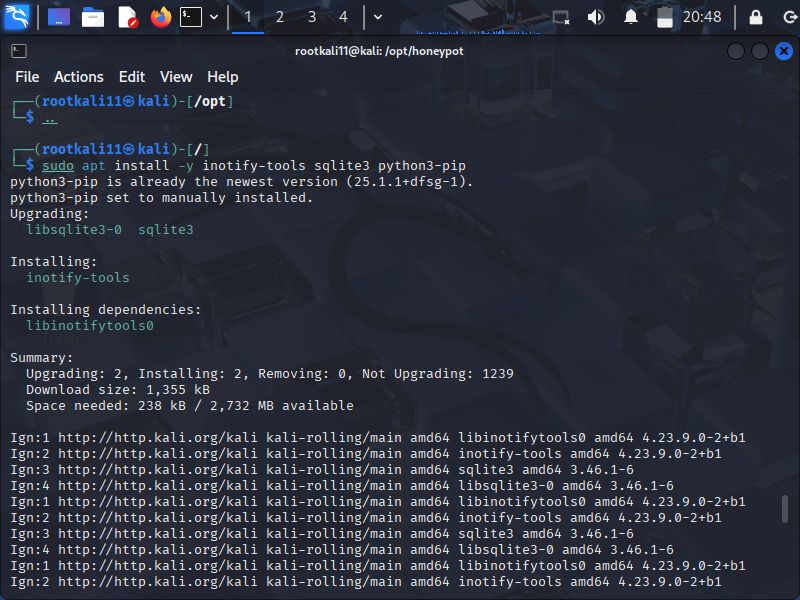 1 2 3 4 20:48
rootkali11@kali: /opt/honeypot
File Actions Edit View Help
┌──(rootkali11㉿kali)-[/opt]
└─$ ..
┌──(rootkali11㉿kali)-[/]
└─$ sudo apt install -y inotify-tools sqlite3 python3-pip
python3-pip is already the newest version (25.1.1+dfsg-1).
python3-pip set to manually installed.
Upgrading:
libsqlite3-0 sqlite3
Installing:
inotify-tools
Installing dependencies:
libinotifytools0
Summary:
Upgrading: 2, Installing: 2, Removing: 0, Not Upgrading: 1239
Download size: 1,355 kB
Space needed: 238 kB / 2,732 MB available
Ign:1 http://http.kali.org/kali kali-rolling/main amd64 libinotifytools0 amd64 4.23.9.0-2+b1
Ign:2 http://http.kali.org/kali kali-rolling/main amd64 inotify-tools amd64 4.23.9.0-2+b1
Ign:3 http://http.kali.org/kali kali-rolling/main amd64 sqlite3 amd64 3.46.1-6
Ign:4 http://http.kali.org/kali kali-rolling/main amd64 libsqlite3-0 amd64 3.46.1-6
Ign:1 http://http.kali.org/kali kali-rolling/main amd64 libinotifytools0 amd64 4.23.9.0-2+b1
Ign:2 http://http.kali.org/kali kali-rolling/main amd64 inotify-tools amd64 4.23.9.0-2+b1
Ign:3 http://http.kali.org/kali kali-rolling/main amd64 sqlite3 amd64 3.46.1-6
Ign:4 http://http.kali.org/kali kali-rolling/main amd64 libsqlite3-0 amd64 3.46.1-6
Ign:1 http://http.kali.org/kali kali-rolling/main amd64 libinotifytools0 amd64 4.23.9.0-2+b1
Ign:2 http://http.kali.org/kali kali-rolling/main amd64 inotify-tools amd64 4.23.9.0-2+b1